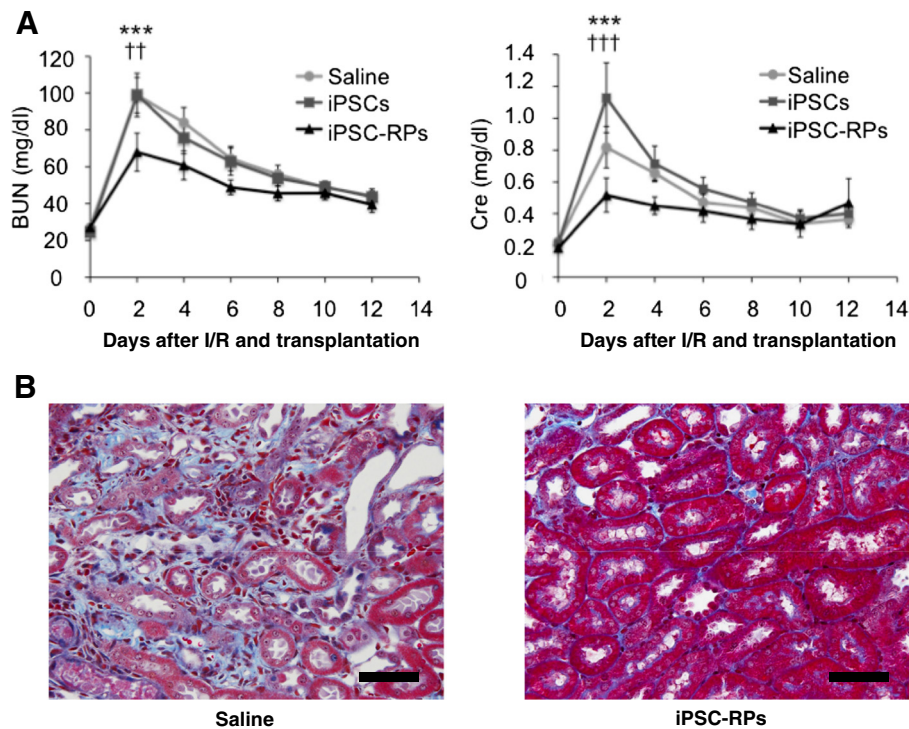 A
***
††
120
100
80
60
40
20
0
BUN (mg/dl)
Saline
iPSCs
iPSC-RPs
0 2 4 6 8 10 12 14
Days after I/R and transplantation
***
†††
1.4
1.2
1.0
0.8
0.6
0.4
0.2
0
Cre (mg/dl)
Saline
iPSCs
iPSC-RPs
0 2 4 6 8 10 12 14
Days after I/R and transplantation
B
Saline
iPSC-RPs